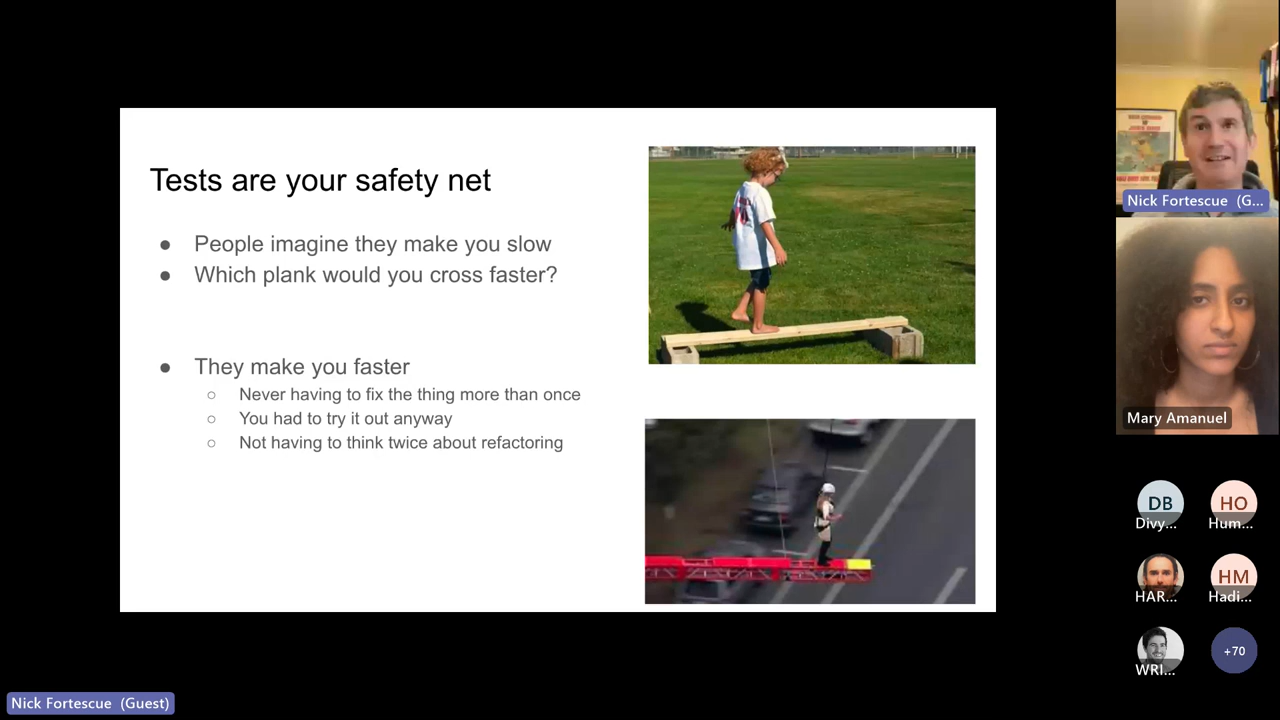 Tests are your safety net
● People imagine they make you slow
● Which plank would you cross faster?
● They make you faster
○ Never having to fix the thing more than once
○ You had to try it out anyway
○ Not having to think twice about refactoring
Nick Fortescue (G...
Mary Amanuel
DB
HO
Divy...
Hum...
HM
HAR...
Hadi...
+70
WRI...
Nick Fortescue (Guest)